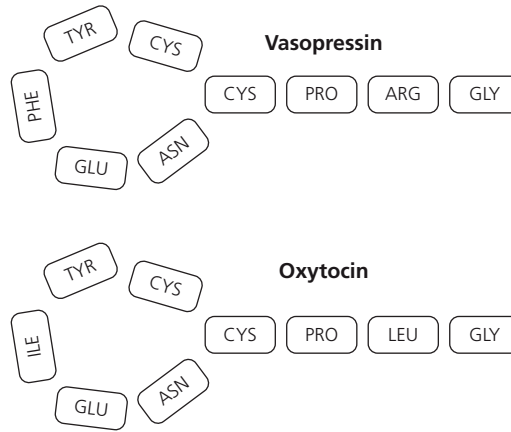 TYR
CYS
Vasopressin
PHE
CYS PRO ARG GLY
GLU
ASN
TYR
CYS
Oxytocin
ILE
CYS PRO LEU GLY
GLU
ASN